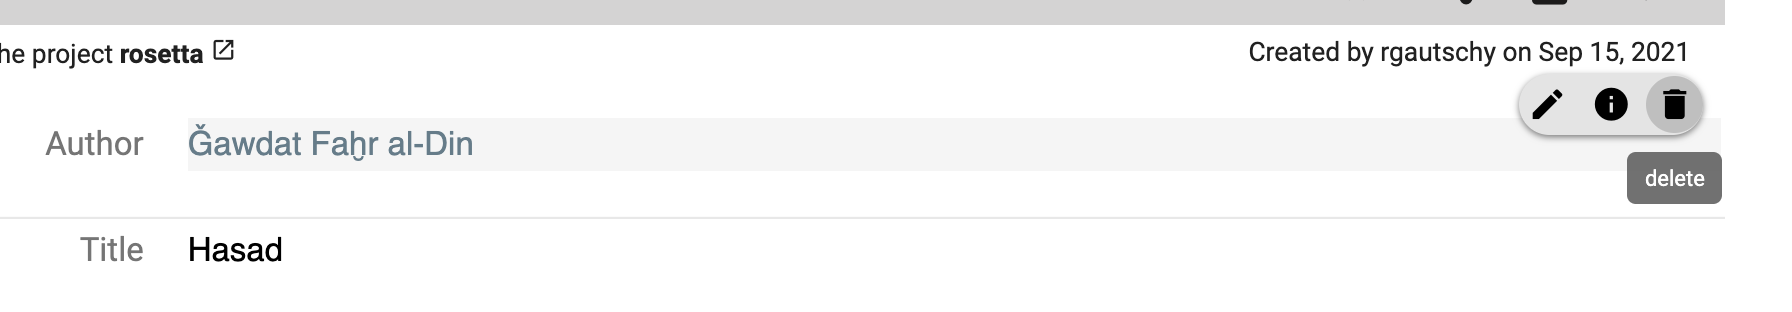 he project rosetta
Created by rgautschy on Sep 15, 2021
Author Ǧawdat Faḫr al-Din
delete
Title Hasad